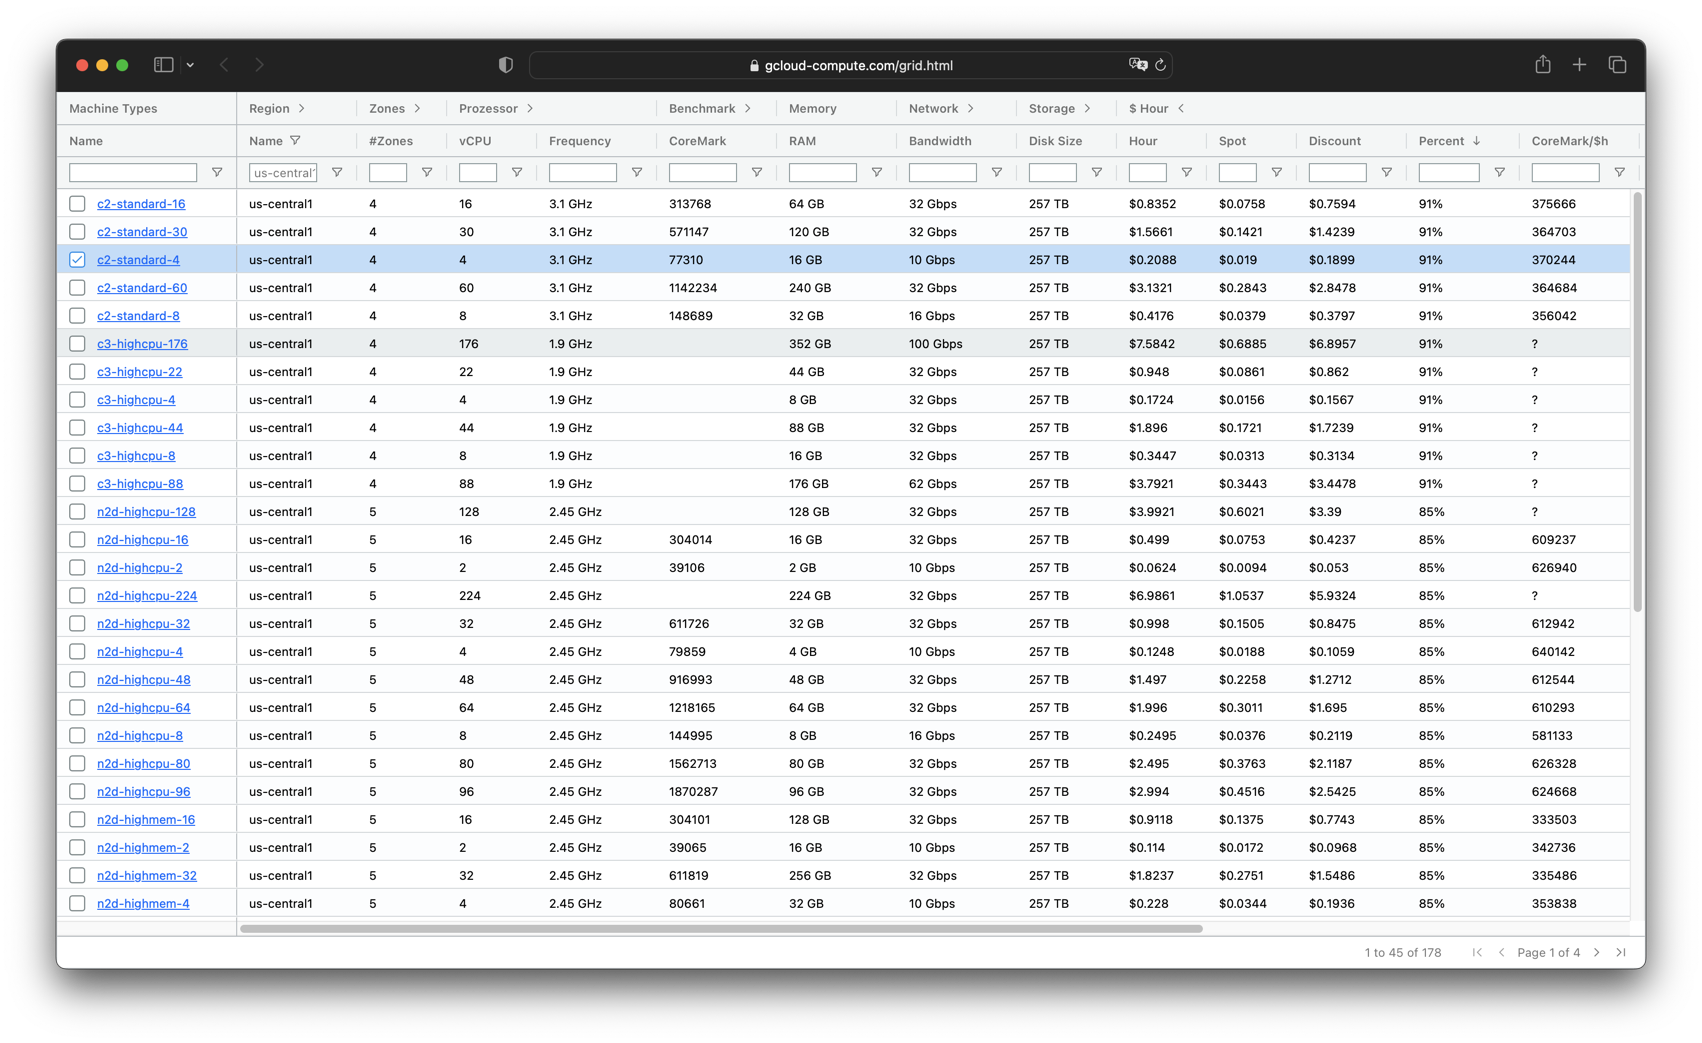 gcloud-compute.com/grid.html
Machine Types Region Zones Prozessor Benchmark Memory Network Storage $ Hour
Name Name #Zones vCPU Frequency CoreMark RAM Bandwidth Disk Size Hour Spot Discount Percent ↓ CoreMark/$h
us-central1
c2-standard-16 us-central1 4 16 3.1 GHz 313768 64 GB 32 Gbps 257 TB $0.8352 $0.0758 $0.7594 91% 375666
c2-standard-30 us-central1 4 30 3.1 GHz 571147 120 GB 32 Gbps 257 TB $1.5661 $0.1421 $1.4239 91% 364703
c2-standard-4 us-central1 4 4 3.1 GHz 77310 16 GB 10 Gbps 257 TB $0.2088 $0.019 $0.1899 91% 370244
c2-standard-60 us-central1 4 60 3.1 GHz 1142234 240 GB 32 Gbps 257 TB $3.1321 $0.2843 $2.8478 91% 364684
c2-standard-8 us-central1 4 8 3.1 GHz 148689 32 GB 16 Gbps 257 TB $0.4176 $0.0379 $0.3797 91% 356042
c3-highcpu-176 us-central1 4 176 1.9 GHz 352 GB 100 Gbps 257 TB $7.5842 $0.6885 $6.8957 91% ?
c3-highcpu-22 us-central1 4 22 1.9 GHz 44 GB 32 Gbps 257 TB $0.948 $0.0861 $0.862 91% ?
c3-highcpu-4 us-central1 4 4 1.9 GHz 8 GB 32 Gbps 257 TB $0.1724 $0.0156 $0.1567 91% ?
c3-highcpu-44 us-central1 4 44 1.9 GHz 88 GB 32 Gbps 257 TB $1.896 $0.1721 $1.7239 91% ?
c3-highcpu-8 us-central1 4 8 1.9 GHz 16 GB 32 Gbps 257 TB $0.3447 $0.0313 $0.3134 91% ?
c3-highcpu-88 us-central1 4 88 1.9 GHz 176 GB 62 Gbps 257 TB $3.7921 $0.3443 $3.4478 91% ?
n2d-highcpu-128 us-central1 5 128 2.45 GHz 128 GB 32 Gbps 257 TB $3.9921 $0.6021 $3.39 85% ?
n2d-highcpu-16 us-central1 5 16 2.45 GHz 304014 16 GB 32 Gbps 257 TB $0.499 $0.0753 $0.4237 85% 609237
n2d-highcpu-2 us-central1 5 2 2.45 GHz 39106 2 GB 10 Gbps 257 TB $0.0624 $0.0094 $0.053 85% 626940
n2d-highcpu-224 us-central1 5 224 2.45 GHz 224 GB 32 Gbps 257 TB $6.9861 $1.0537 $5.9324 85% ?
n2d-highcpu-32 us-central1 5 32 2.45 GHz 611726 32 GB 32 Gbps 257 TB $0.998 $0.1505 $0.8475 85% 612942
n2d-highcpu-4 us-central1 5 4 2.45 GHz 79859 4 GB 10 Gbps 257 TB $0.1248 $0.0188 $0.1059 85% 640142
n2d-highcpu-48 us-central1 5 48 2.45 GHz 916993 48 GB 32 Gbps 257 TB $1.497 $0.2258 $1.2712 85% 612544
n2d-highcpu-64 us-central1 5 64 2.45 GHz 1218165 64 GB 32 Gbps 257 TB $1.996 $0.3011 $1.695 85% 610293
n2d-highcpu-8 us-central1 5 8 2.45 GHz 144995 8 GB 16 Gbps 257 TB $0.2495 $0.0376 $0.2119 85% 581133
n2d-highcpu-80 us-central1 5 80 2.45 GHz 1562713 80 GB 32 Gbps 257 TB $2.495 $0.3763 $2.1187 85% 626328
n2d-highcpu-96 us-central1 5 96 2.45 GHz 1870287 96 GB 32 Gbps 257 TB $2.994 $0.4516 $2.5425 85% 624668
n2d-highmem-16 us-central1 5 16 2.45 GHz 304101 128 GB 32 Gbps 257 TB $0.9118 $0.1375 $0.7743 85% 333503
n2d-highmem-2 us-central1 5 2 2.45 GHz 39065 16 GB 10 Gbps 257 TB $0.114 $0.0172 $0.0968 85% 342736
n2d-highmem-32 us-central1 5 32 2.45 GHz 611819 256 GB 32 Gbps 257 TB $1.8237 $0.2751 $1.5486 85% 335486
n2d-highmem-4 us-central1 5 4 2.45 GHz 80661 32 GB 10 Gbps 257 TB $0.228 $0.0344 $0.1936 85% 353838
1 to 45 of 178 Page 1 of 4